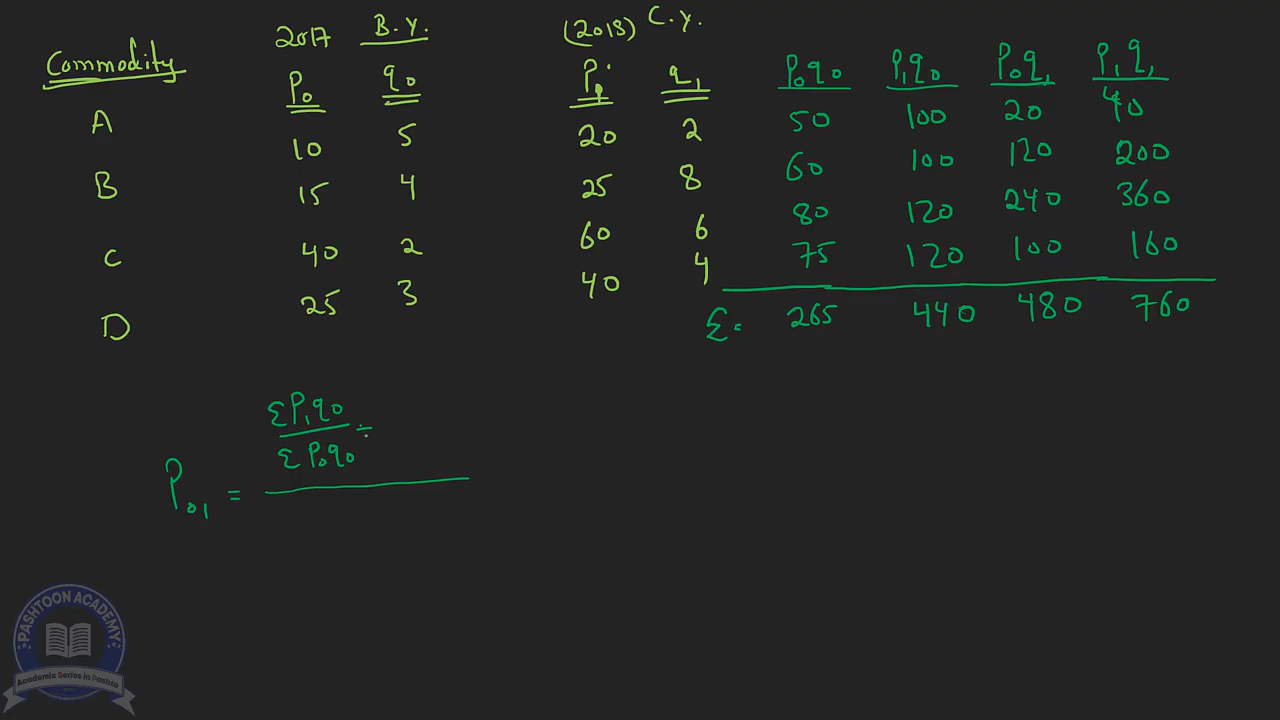 2017 B.Y. (2018) C.Y.
Commodity P₀ q₀ P₁ q₁ P₀q₀ P₁q₀ P₀q₁ P₁q₁
A 10 5 20 2 50 100 20 40
B 15 4 25 8 60 100 120 200
C 40 2 60 6 80 120 240 360
D 25 3 40 4 75 120 100 160
Σ= 265 440 480 760
ΣP₁q₀
ΣP₀q₀
P₀₁ =
PASHTOON ACADEMY
Academic Series in Pashto